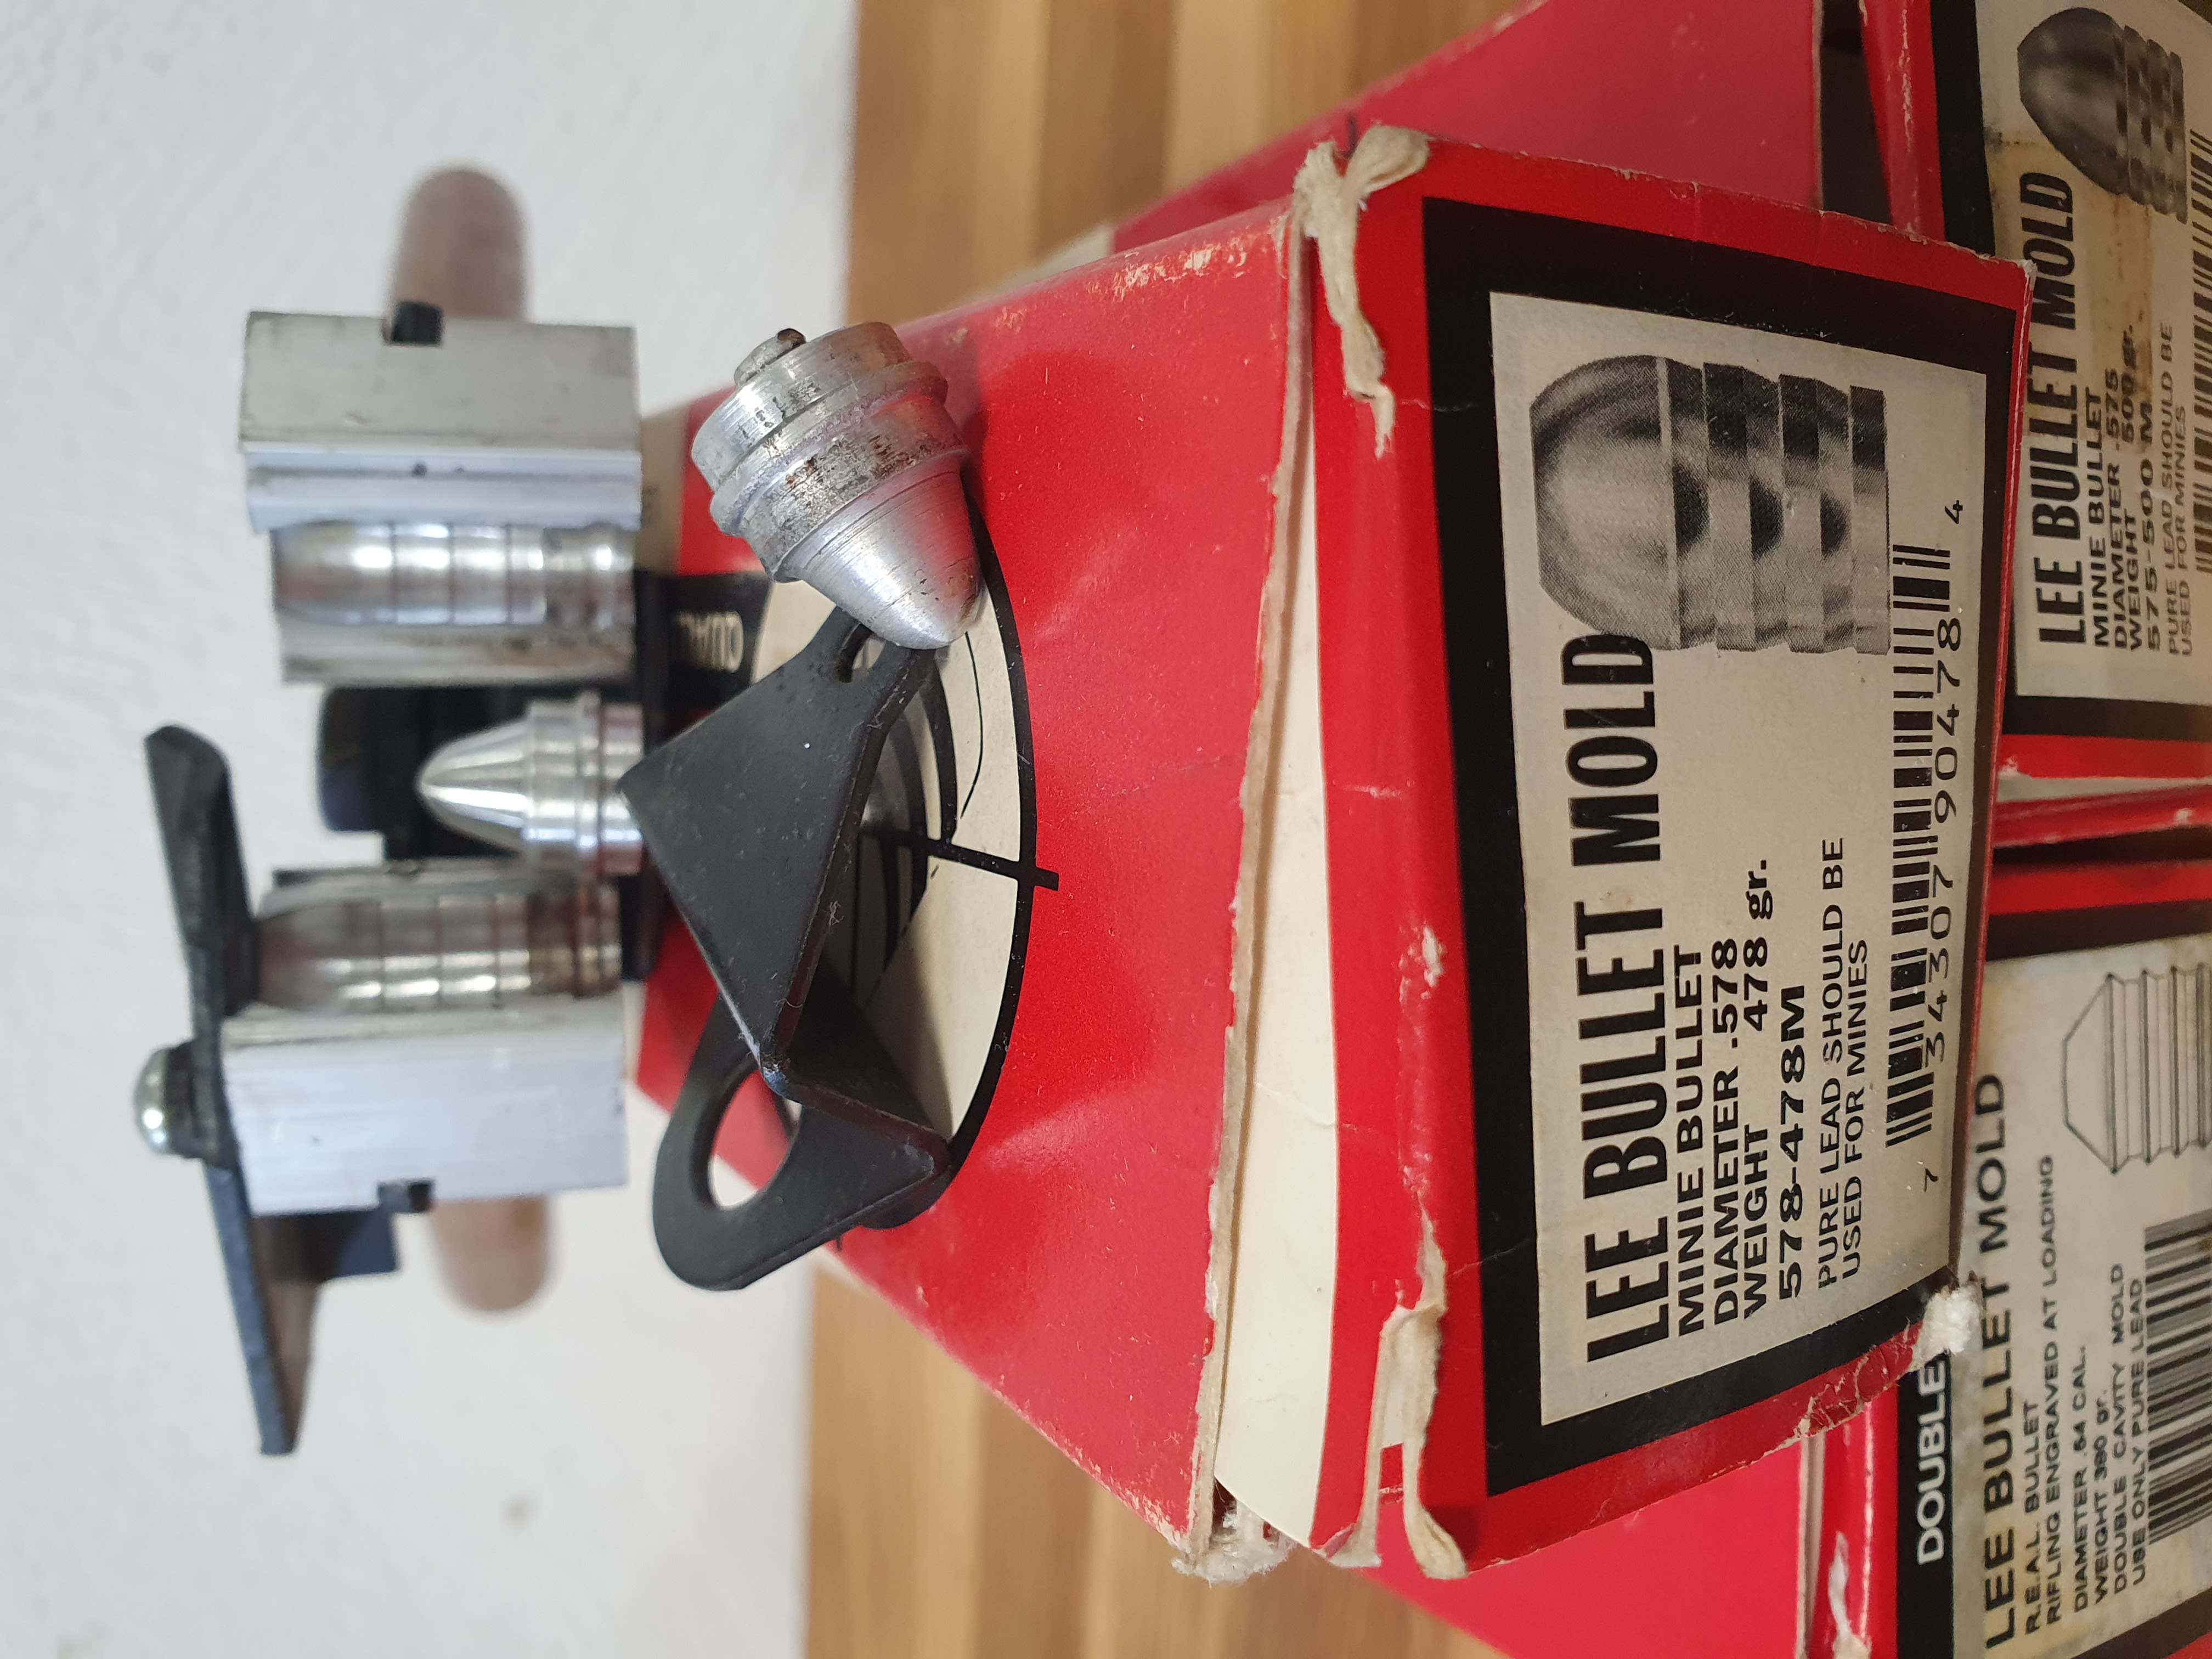 LEE BULLET MOLD
MINIE BULLET
DIAMETER .578
WEIGHT 478 gr.
578-478M
PURE LEAD SHOULD BE
USED FOR MINIES
7 34307 90478 4
LEE BULLET MOLD
MINIE BULLET
DIAMETER .575
WEIGHT 500gr.
575-500 M
PURE LEAD SHOULD BE
USED FOR MINIES
DOUBLE
LEE BULLET MOLD
R.E.A.L. BULLET
RIFLING ENGRAVED AT LOADING
DIAMETER .54 CAL.
WEIGHT 380 gr.
DOUBLE CAVITY MOLD
USE ONLY PURE LEAD